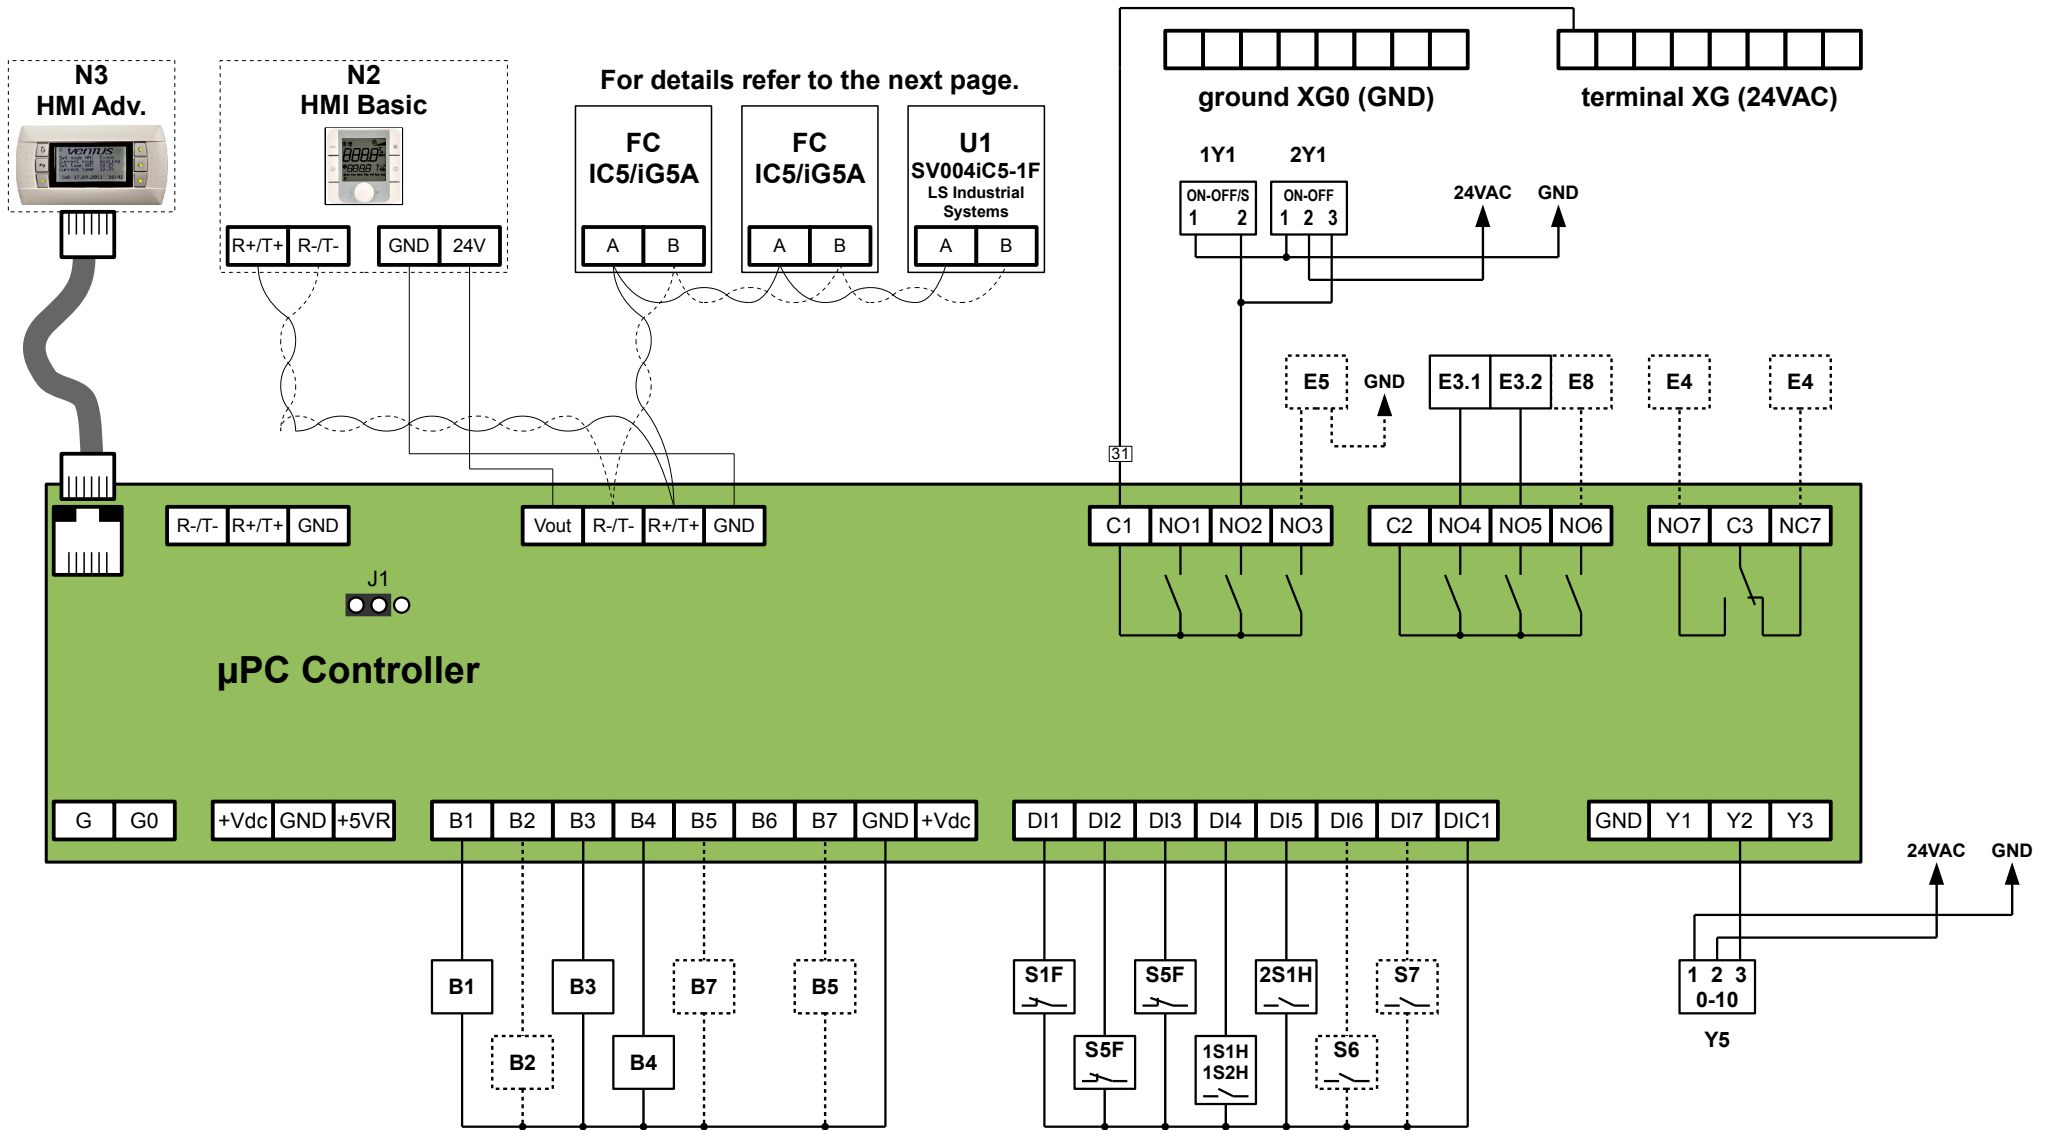 N3
HMI Adv.
ventus
N2
HMI Basic
R+/T+ R-/T- GND 24V
For details refer to the next page.
FC
IC5/iG5A
A B
FC
IC5/iG5A
A B
U1
SV004iC5-1F
LS Industrial
Systems
A B
ground XG0 (GND)
terminal XG (24VAC)
1Y1 2Y1
ON-OFF/S
1 2
ON-OFF
1 2 3
24VAC GND
E5 GND E3.1 E3.2 E8 E4 E4
31
R-/T- R+/T+ GND
Vout R-/T- R+/T+ GND
C1 NO1 NO2 NO3
C2 NO4 NO5 NO6
NO7 C3 NC7
J1
µPC Controller
G G0
+Vdc GND +5VR
B1 B2 B3 B4 B5 B6 B7 GND +Vdc
DI1 DI2 DI3 DI4 DI5 DI6 DI7 DIC1
GND Y1 Y2 Y3
24VAC GND
B1 B3 B7 B5
B2 B4
S1F S5F 2S1H S7
S5F
1S1H
1S2H
S6
1 2 3
0-10
Y5